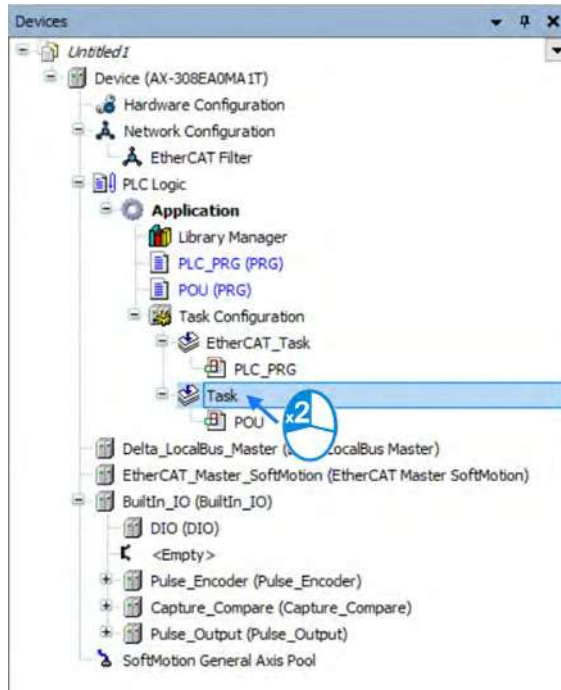 Devices
Untitled1
Device (AX-308EA0MA1T)
Hardware Configuration
Network Configuration
EtherCAT Filter
PLC Logic
Application
Library Manager
PLC_PRG (PRG)
POU (PRG)
Task Configuration
EtherCAT_Task
PLC_PRG
Task
x2
POU
Delta_LocalBus_Master ( LocalBus Master)
EtherCAT_Master_SoftMotion (EtherCAT Master SoftMotion)
BuiltIn_IO (BuiltIn_IO)
DIO (DIO)
<Empty>
Pulse_Encoder (Pulse_Encoder)
Capture_Compare (Capture_Compare)
Pulse_Output (Pulse_Output)
SoftMotion General Axis Pool